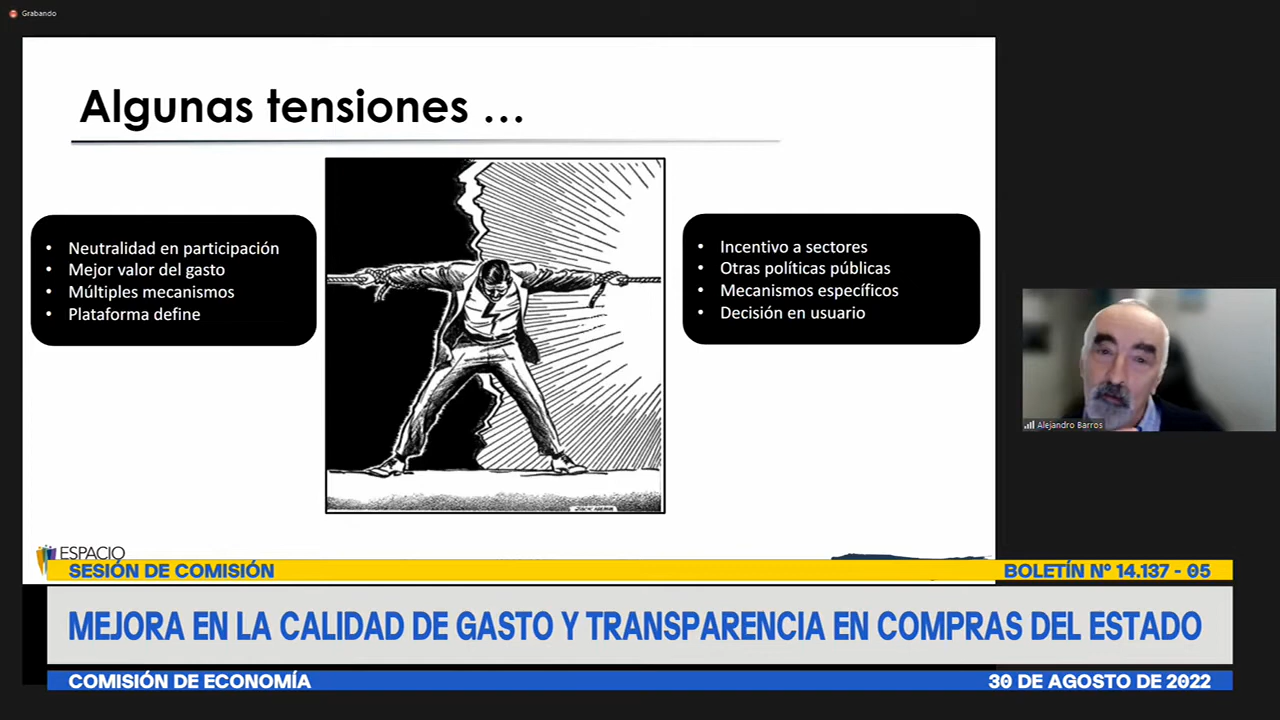 Grabando
Algunas tensiones ...
• Neutralidad en participación
• Mejor valor del gasto
• Múltiples mecanismos
• Plataforma define
• Incentivo a sectores
• Otras políticas públicas
• Mecanismos específicos
• Decisión en usuario
Alejandro Barros
ESPACIO
SESIÓN DE COMISIÓN
BOLETÍN Nº 14.137 - 05
MEJORA EN LA CALIDAD DE GASTO Y TRANSPARENCIA EN COMPRAS DEL ESTADO
COMISIÓN DE ECONOMÍA
30 DE AGOSTO DE 2022